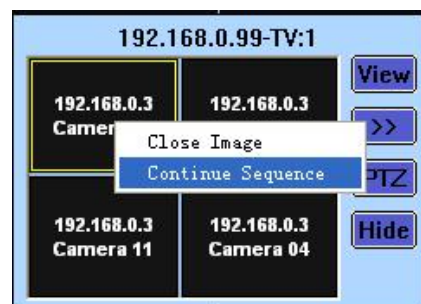 192.168.0.99-TV:1
View
192.168.0.3
192.168.0.3
>>
Close Image
Continue Sequence
192.168.0.3
Camera 11
192.168.0.3
Camera 04
Hide